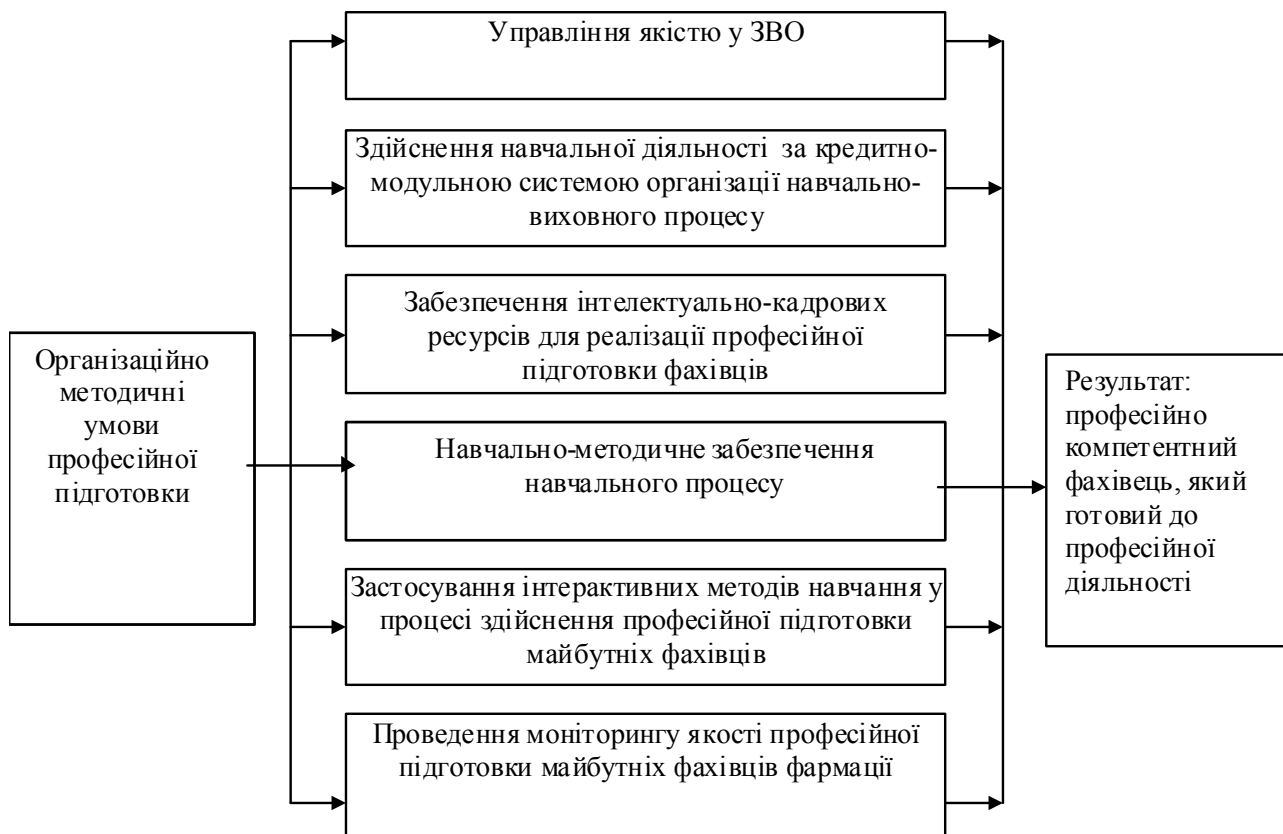 Організаційно
методичні
умови
професійної
підготовки
Управління якістю у ЗВО
Здійснення навчальної діяльності за кредитно-
модульною системою організації навчально-
виховного процесу
Забезпечення інтелектуально-кадрових
ресурсів для реалізації професійної
підготовки фахівців
Навчально-методичне забезпечення
навчального процесу
Застосування інтерактивних методів навчання у
процесі здійснення професійної підготовки
майбутніх фахівців
Проведення моніторингу якості професійної
підготовки майбутніх фахівців фармації
Результат:
професійно
компетентний
фахівець, який
готовий до
професійної
діяльності